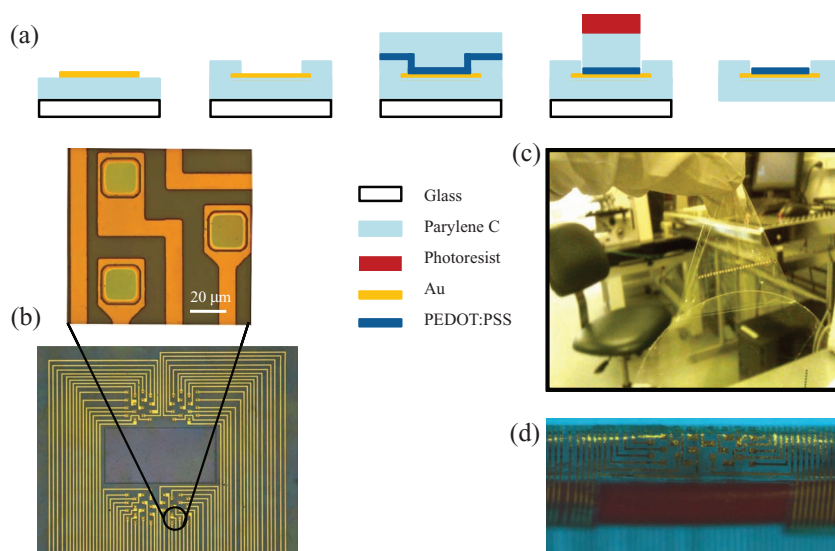 (a)
(c)
Glass
Parylene C
Photoresist
Au
PEDOT:PSS
20 µm
(b)
(d)